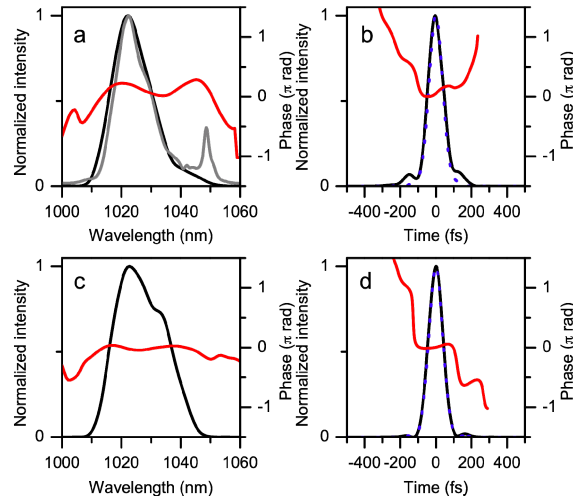 a
1
0
Normalized intensity
1000 1020 1040 1060
Wavelength (nm)
1
0
-1
Phase (π rad)
b
1
0
Normalized intensity
-400 -200 0 200 400
Time (fs)
1
0
-1
Phase (π rad)
c
1
0
Normalized intensity
1000 1020 1040 1060
Wavelength (nm)
1
0
-1
Phase (π rad)
d
1
0
Normalized intensity
-400 -200 0 200 400
Time (fs)
1
0
-1
Phase (π rad)